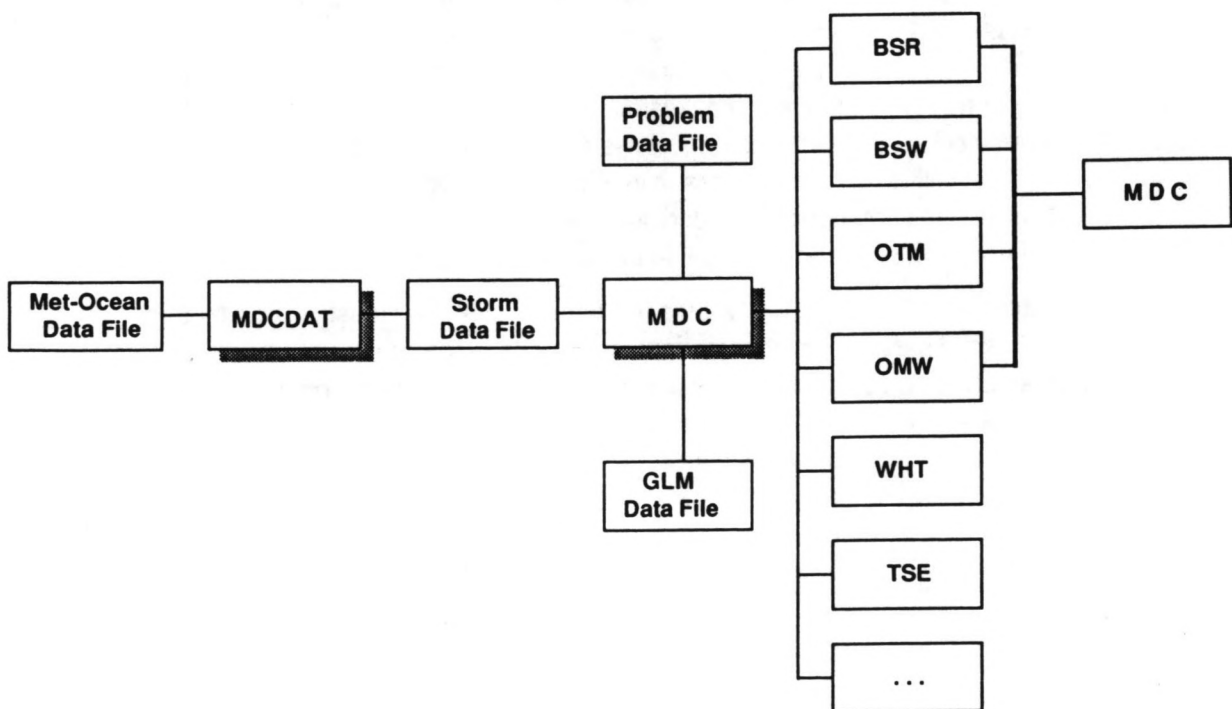 BSR
Problem
Data File
BSW
M D C
OTM
Met-Ocean
Data File
MDCDAT
Storm
Data File
M D C
OMW
WHT
GLM
Data File
TSE
...